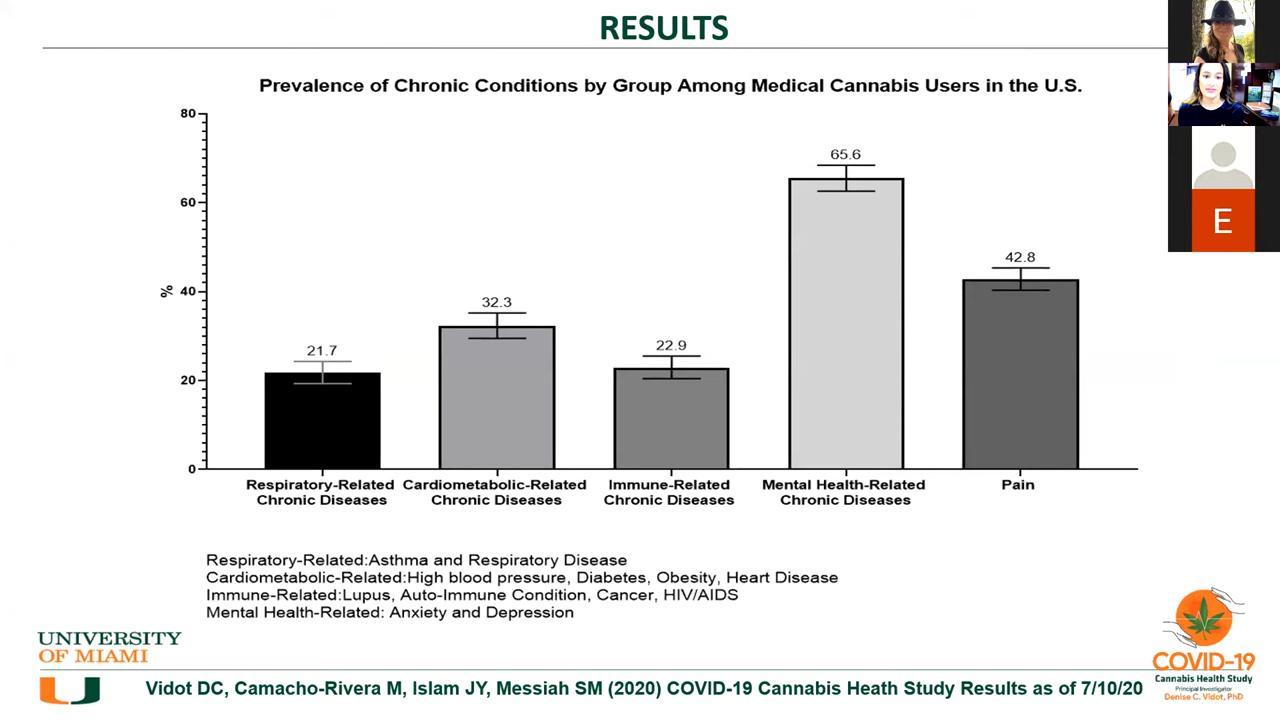 RESULTS
Prevalence of Chronic Conditions by Group Among Medical Cannabis Users in the U.S.
80
60
40
20
0
%
21.7
32.3
22.9
65.6
42.8
Respiratory-Related
Chronic Diseases
Cardiometabolic-Related
Chronic Diseases
Immune-Related
Chronic Diseases
Mental Health-Related
Chronic Diseases
Pain
Respiratory-Related:Asthma and Respiratory Disease
Cardiometabolic-Related:High blood pressure, Diabetes, Obesity, Heart Disease
Immune-Related:Lupus, Auto-Immune Condition, Cancer, HIV/AIDS
Mental Health-Related: Anxiety and Depression
UNIVERSITY
OF MIAMI
Vidot DC, Camacho-Rivera M, Islam JY, Messiah SM (2020) COVID-19 Cannabis Heath Study Results as of 7/10/20
COVID-19
Cannabis Health Study
Principal Investigator
Denise C. Vidot, PhD
E